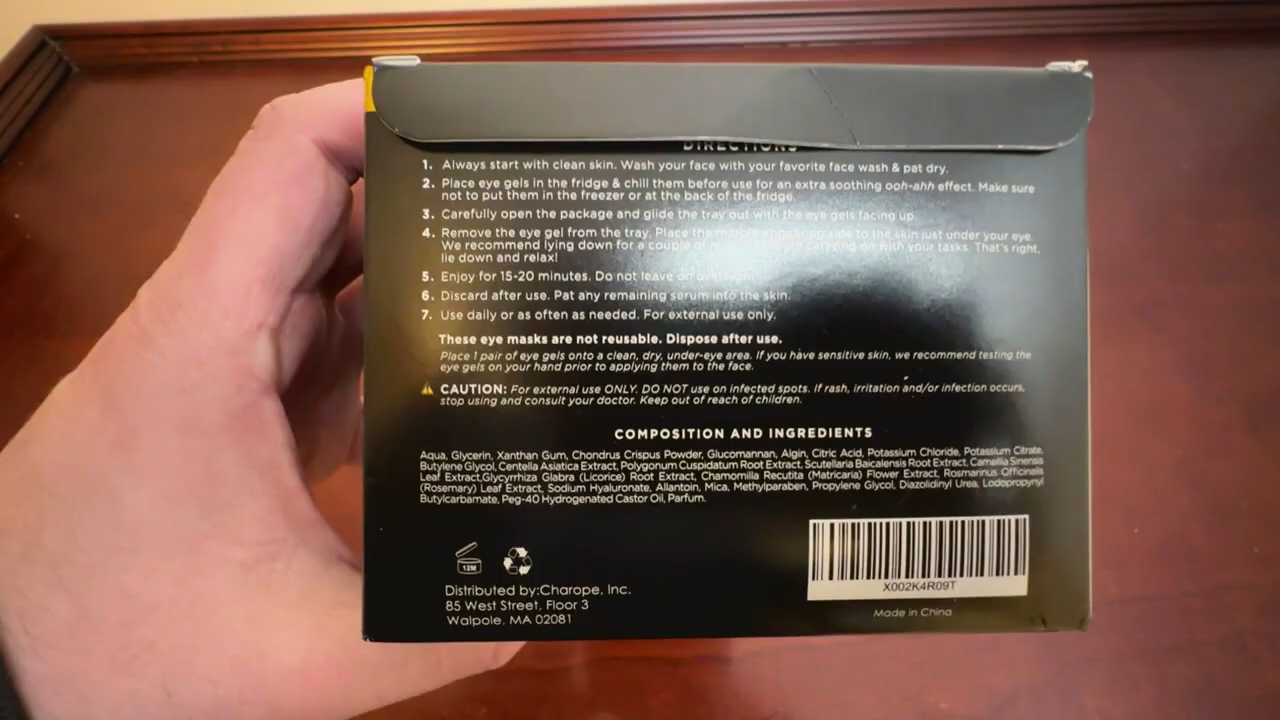 DIRECTIONS
1. Always start with clean skin. Wash your face with your favorite face wash & pat dry.
2. Place eye gels in the fridge & chill them before use for an extra soothing ooh-ahh effect. Make sure
not to put them in the freezer or at the back of the fridge.
3. Carefully open the package and glide the tray out with the eye gels facing up.
4. Remove the eye gel from the tray. Place the marble appearing side to the skin just under your eye.
We recommend lying down for a couple of carrying on with your tasks. That's right,
lie down and relax!
5. Enjoy for 15-20 minutes. Do not leave on overnight
6. Discard after use. Pat any remaining serum into the skin.
7. Use daily or as often as needed. For external use only.
These eye masks are not reusable. Dispose after use.
Place 1 pair of eye gels onto a clean, dry, under-eye area. If you have sensitive skin, we recommend testing the
eye gels on your hand prior to applying them to the face.
CAUTION: For external use ONLY. DO NOT use on infected spots. If rash, irritation and/or infection occurs,
stop using and consult your doctor. Keep out of reach of children.
COMPOSITION AND INGREDIENTS
Aqua, Glycerin, Xanthan Gum, Chondrus Crispus Powder, Glucomannan, Algin, Citric Acid, Potassium Chloride, Potassium Citrate,
Butylene Glycol, Centella Asiatica Extract, Polygonum Cuspidatum Root Extract, Scutellaria Baicalensis Root Extract, Camellia Sinensis
Leaf Extract,Glycyrrhiza Glabra (Licorice) Root Extract, Chamomilla Recutita (Matricaria) Flower Extract, Rosmarinus Officinalis
(Rosemary) Leaf Extract, Sodium Hyaluronate, Allantoin, Mica, Methylparaben, Propylene Glycol, Diazolidinyl Urea, Lodopropynyl
Butylcarbamate, Peg-40 Hydrogenated Castor Oil, Parfum.
12M
Distributed by:Charope, Inc.
85 West Street, Floor 3
Walpole, MA 02081
X002K4R09T
Made in China